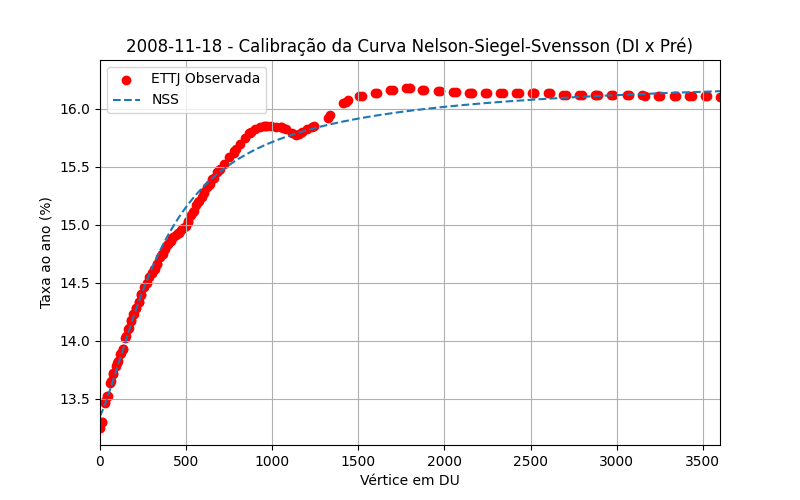 2008-11-18 - Calibração da Curva Nelson-Siegel-Svensson (DI x Pré)
ETTJ Observada
NSS
Taxa ao ano (%)
16.0
15.5
15.0
14.5
14.0
13.5
0 500 1000 1500 2000 2500 3000 3500
Vértice em DU